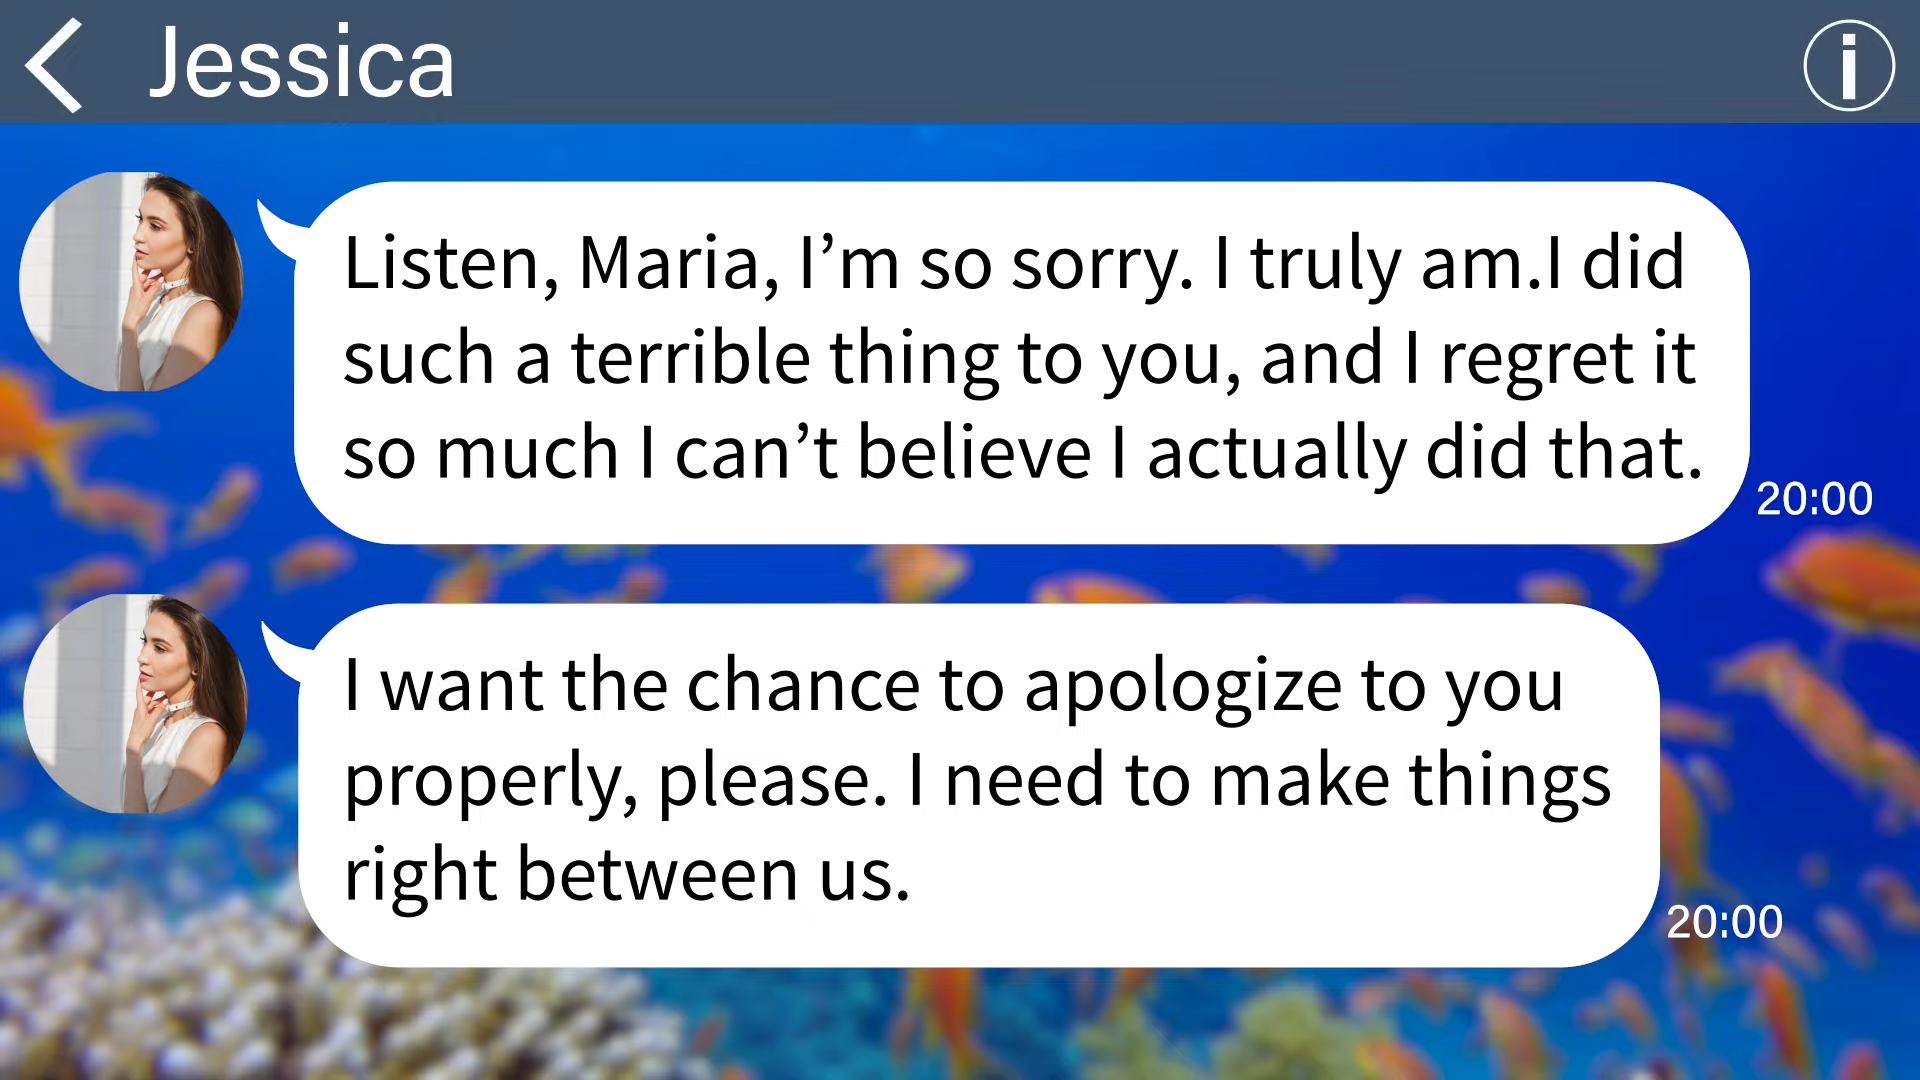 Jessica
Listen, Maria, I’m so sorry. I truly am.I did
such a terrible thing to you, and I regret it
so much I can’t believe I actually did that.
20:00
I want the chance to apologize to you
properly, please. I need to make things
right between us.
20:00